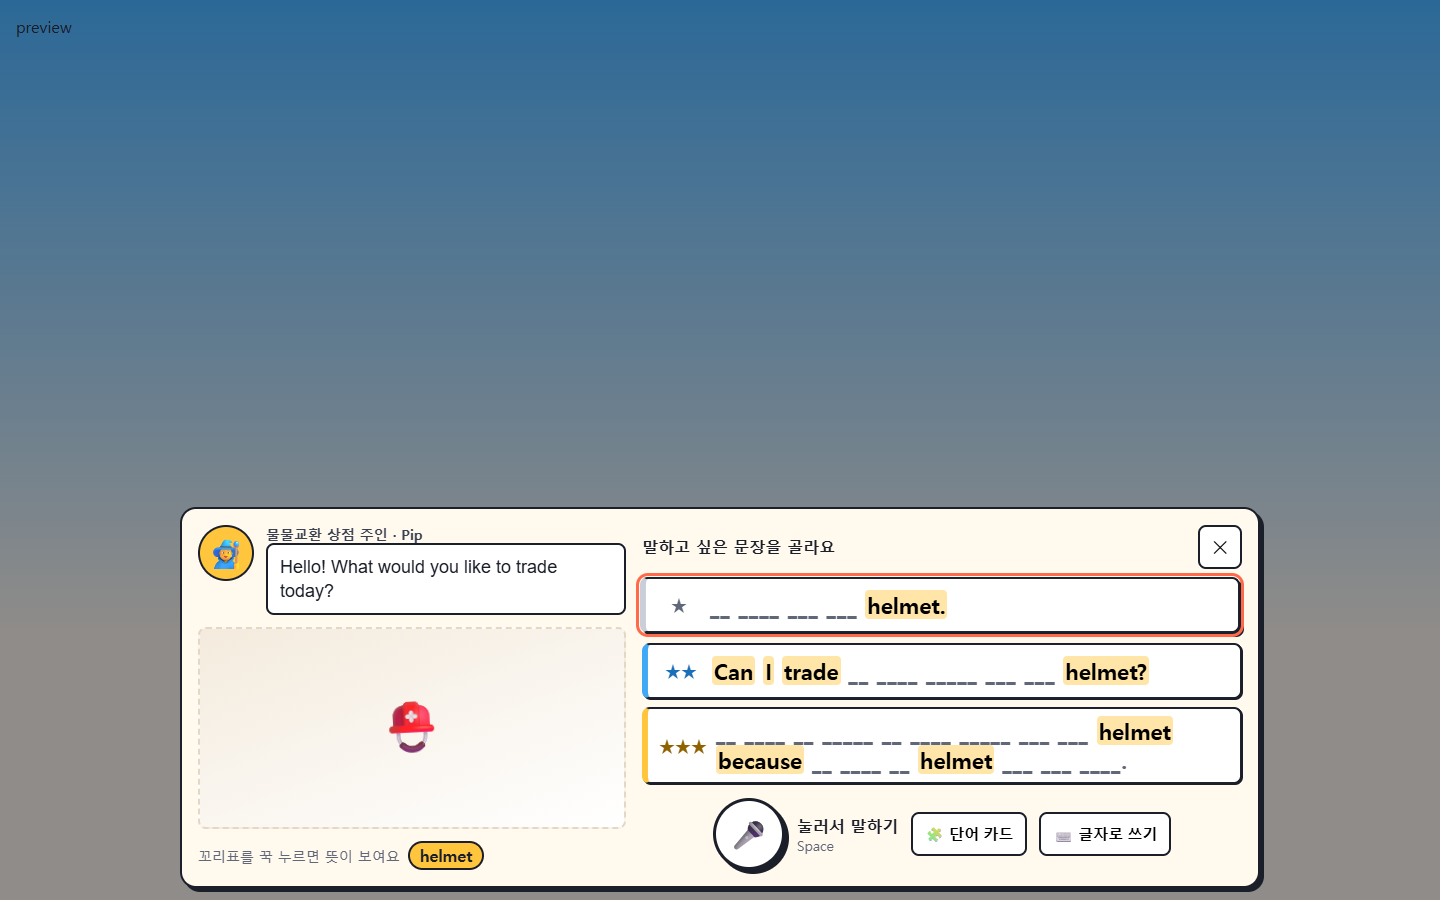 preview
물물교환 상점 주인 · Pip
Hello! What would you like to trade
today?
꼬리표를 꾹 누르면 뜻이 보여요 helmet
말하고 싶은 문장을 골라요
★ __ ____ ___ ___ helmet.
★★ Can I trade __ ____ _____ ___ ___ helmet?
★★★ __ ____ __ _____ __ ____ _____ ___ ___ helmet
because __ ____ __ helmet ___ ___ ____.
눌러서 말하기
Space
단어 카드
글자로 쓰기